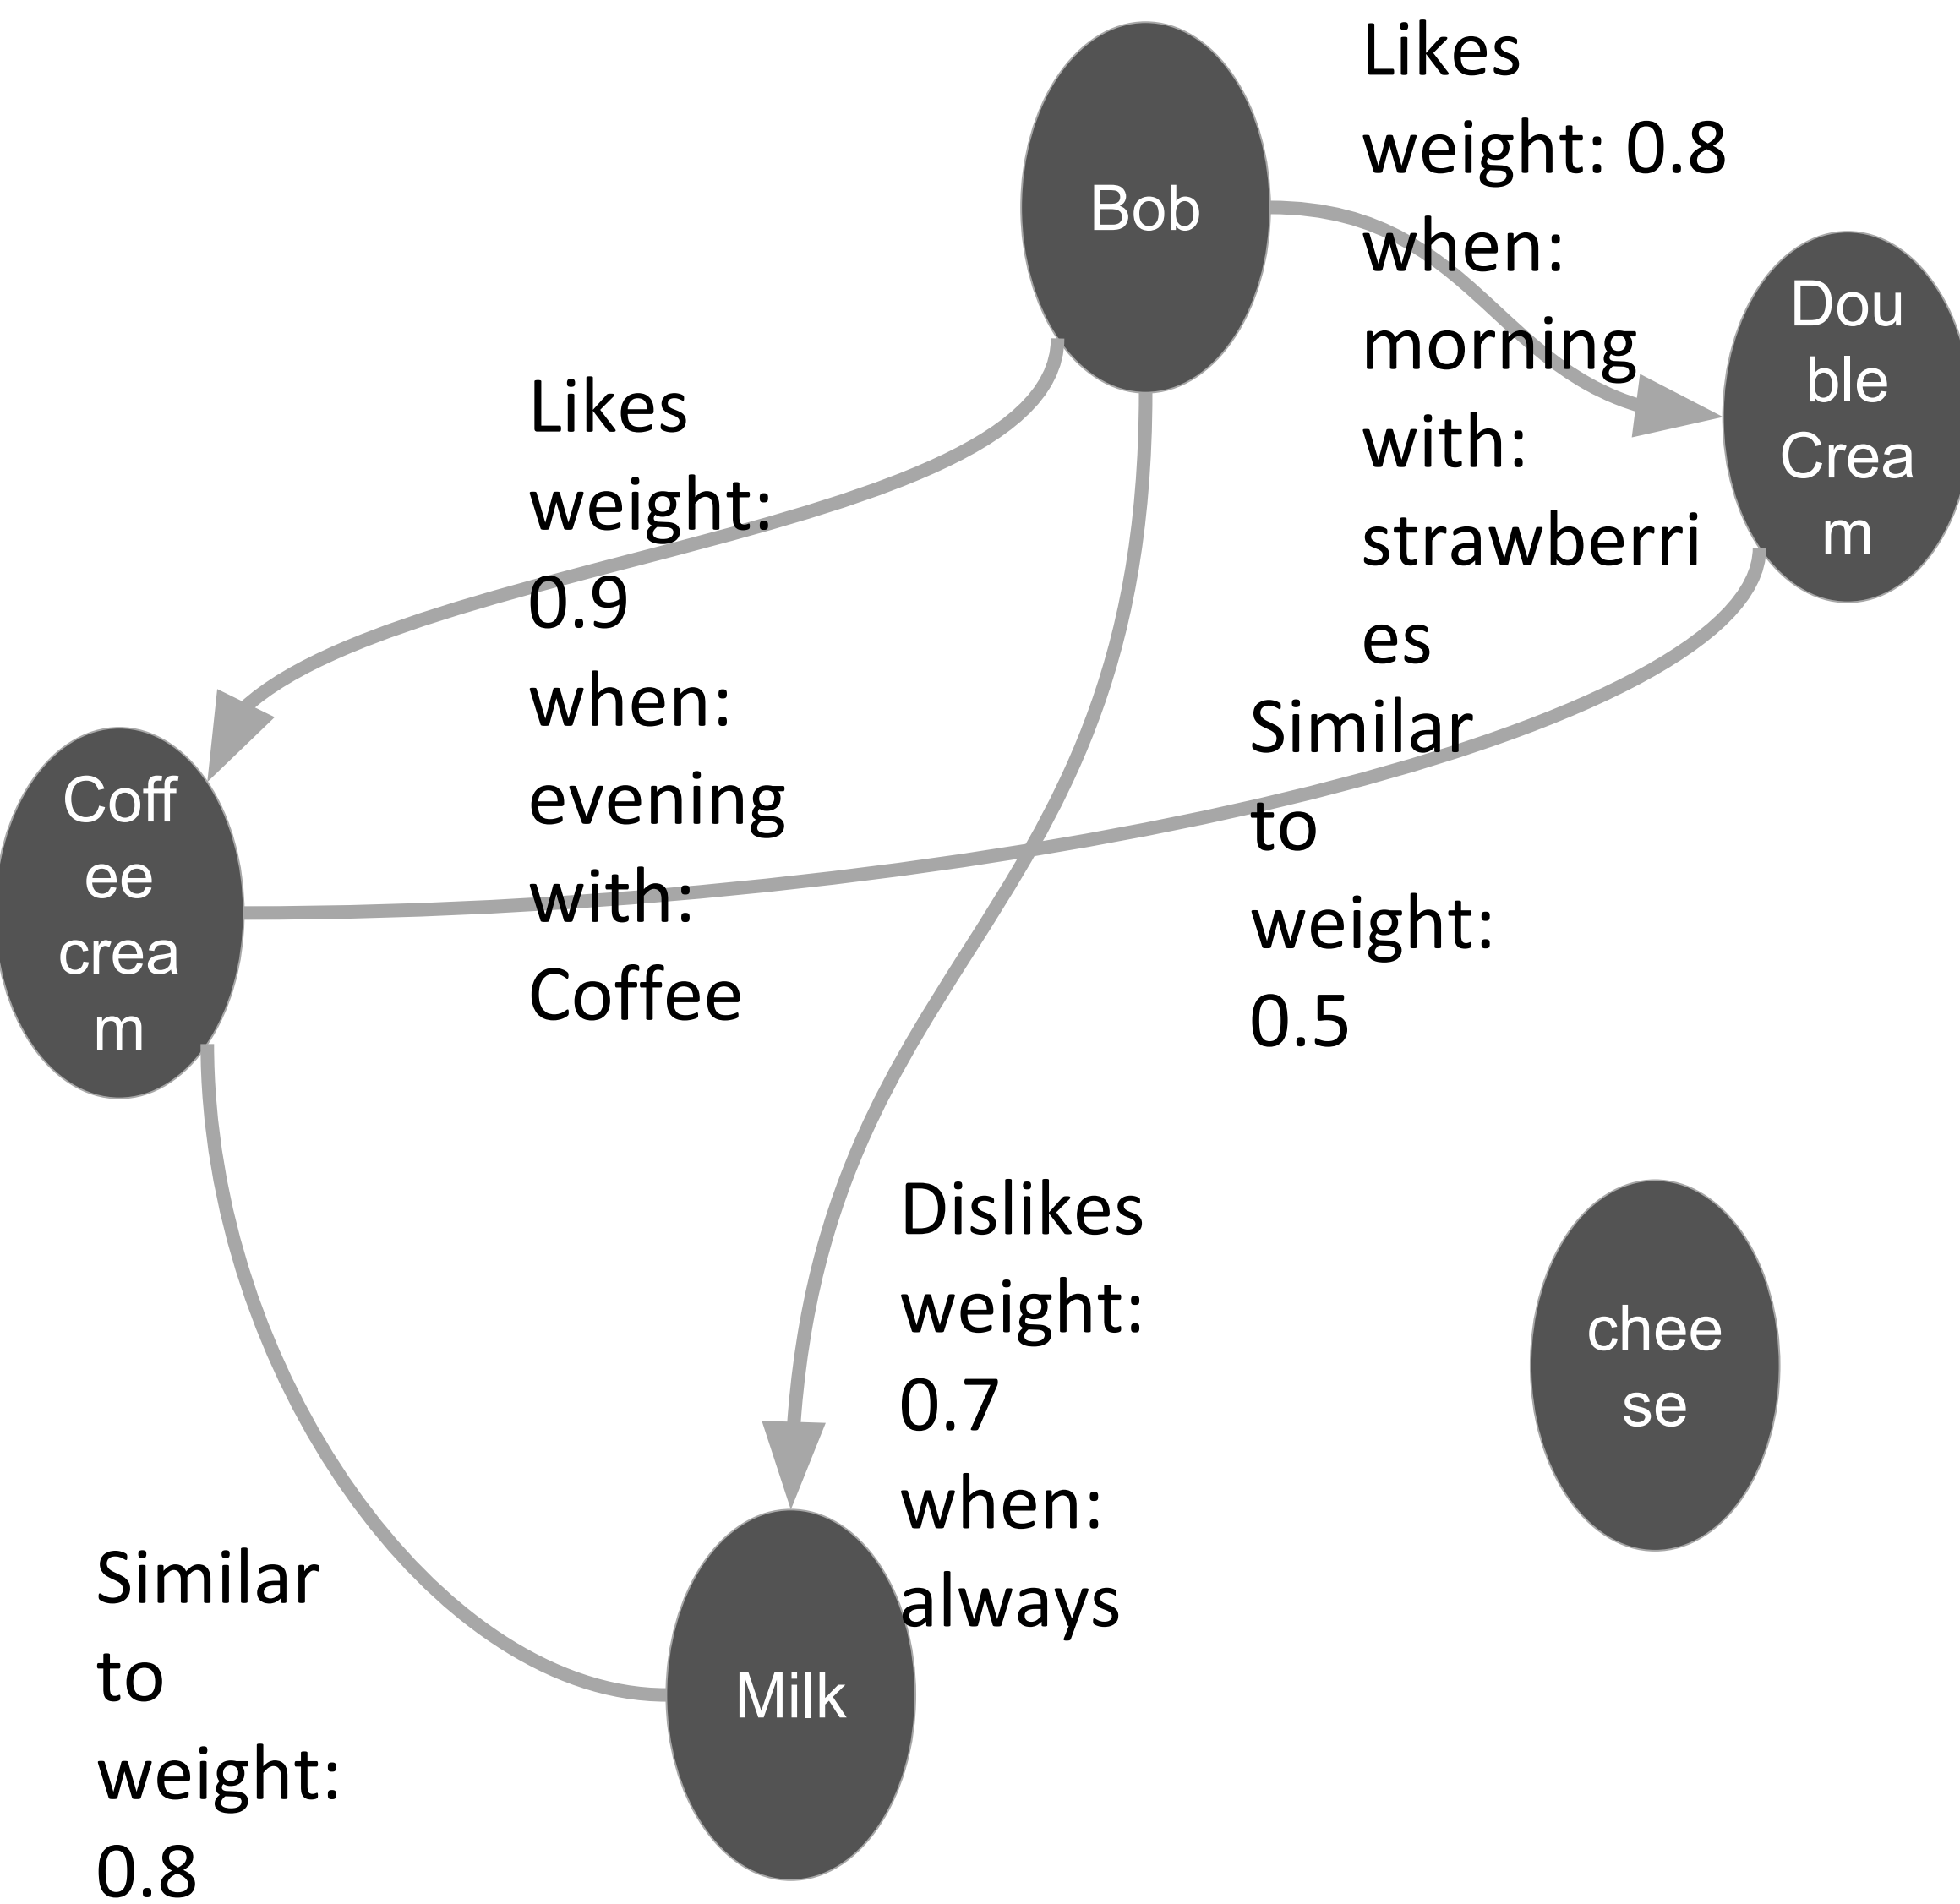 Bob
Likes
weight: 0.8
when:
morning
with:
strawberri
es
Dou
ble
Crea
m
Likes
weight:
0.9
when:
evening
with:
Coffee
Similar
to
weight:
0.5
Coff
ee
crea
m
Dislikes
weight:
0.7
when:
always
chee
se
Similar
to
weight:
0.8
Milk